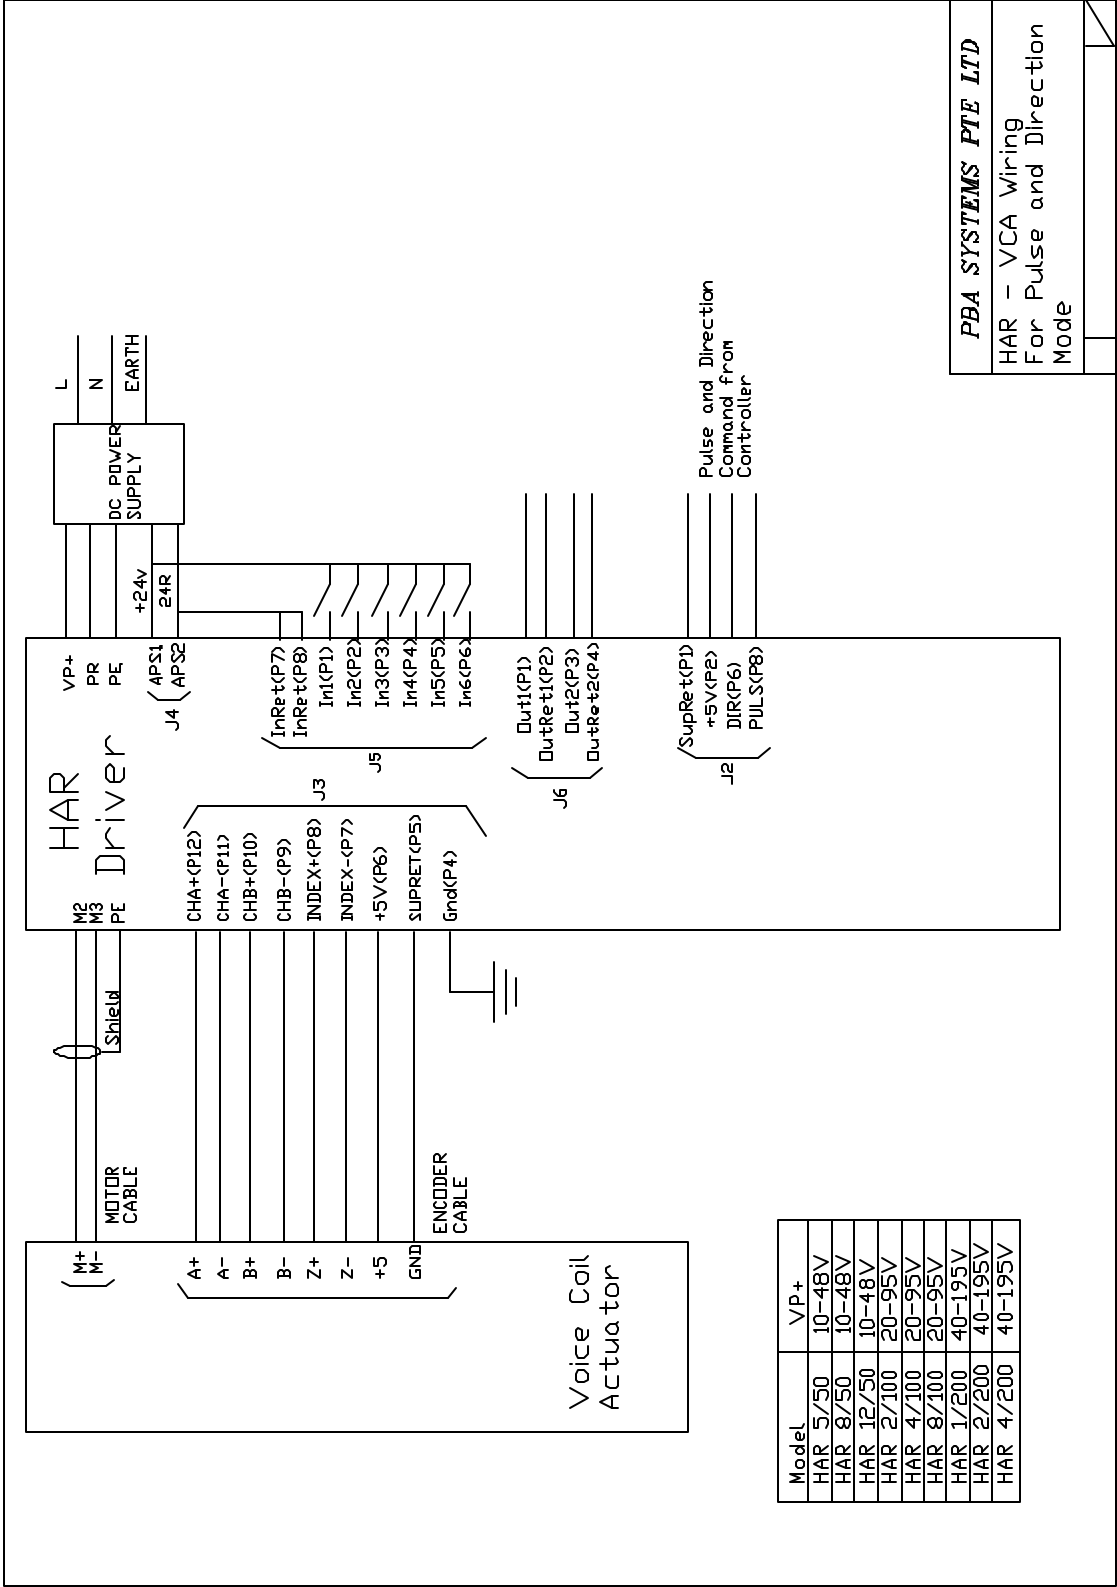 Voice Coil
Actuator
M+
M-
A+
A-
B+
B-
Z+
Z-
+5
GND
MOTOR
CABLE
ENCODER
CABLE
Shield
HAR
Driver
M2
M3
PE
CHA+(P12)
CHA-(P11)
CHB+(P10)
CHB-(P9)
INDEX+(P8)
INDEX-(P7)
+5V(P6)
SUPRET(P5)
Gnd(P4)
J3
VP+
PR
PE
APS1
APS2
J4
InRet(P7)
InRet(P8)
In1(P1)
In2(P2)
In3(P3)
In4(P4)
In5(P5)
In6(P6)
J5
Out1(P1)
OutRet1(P2)
Out2(P3)
OutRet2(P4)
J6
SupRet(P1)
+5V(P2)
DIR(P6)
PULS(P8)
J2
+24v
24R
DC POWER
SUPPLY
L
N
EARTH
Pulse and Direction
Command from
Controller
Model VP+
HAR 5/50 10-48V
HAR 8/50 10-48V
HAR 12/50 10-48V
HAR 2/100 20-95V
HAR 4/100 20-95V
HAR 8/100 20-95V
HAR 1/200 40-195V
HAR 2/200 40-195V
HAR 4/200 40-195V
PBA SYSTEMS PTE LTD
HAR - VCA Wiring
For Pulse and Direction
Mode